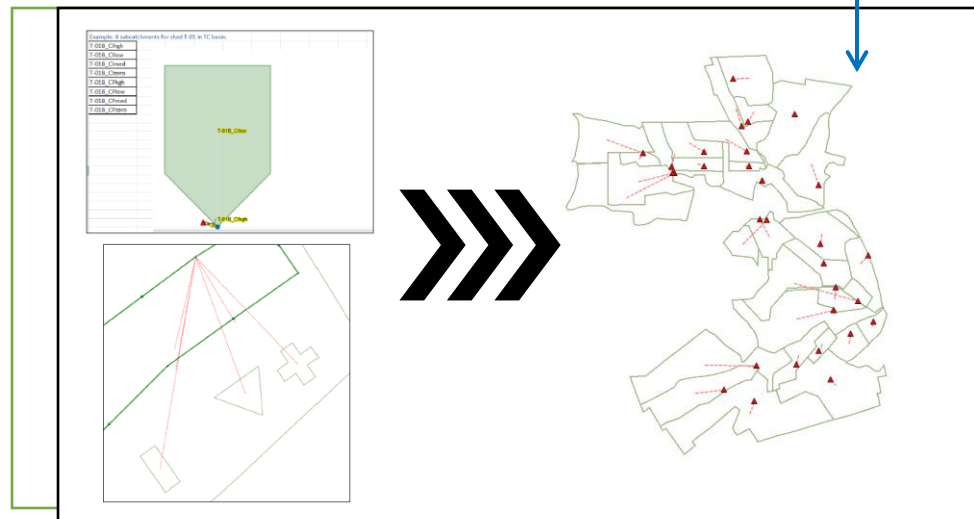 Example: 8 subcatchments for shed T-01 in TC basin.
T-01B_CIhgh
T-01B_CIlow
T-01B_CImed
T-01B_CIzero
T-01B_CPhgh
T-01B_CPlow
T-01B_CPmed
T-01B_CPzero
T-01B_CIlow
T-01B_CIhgh